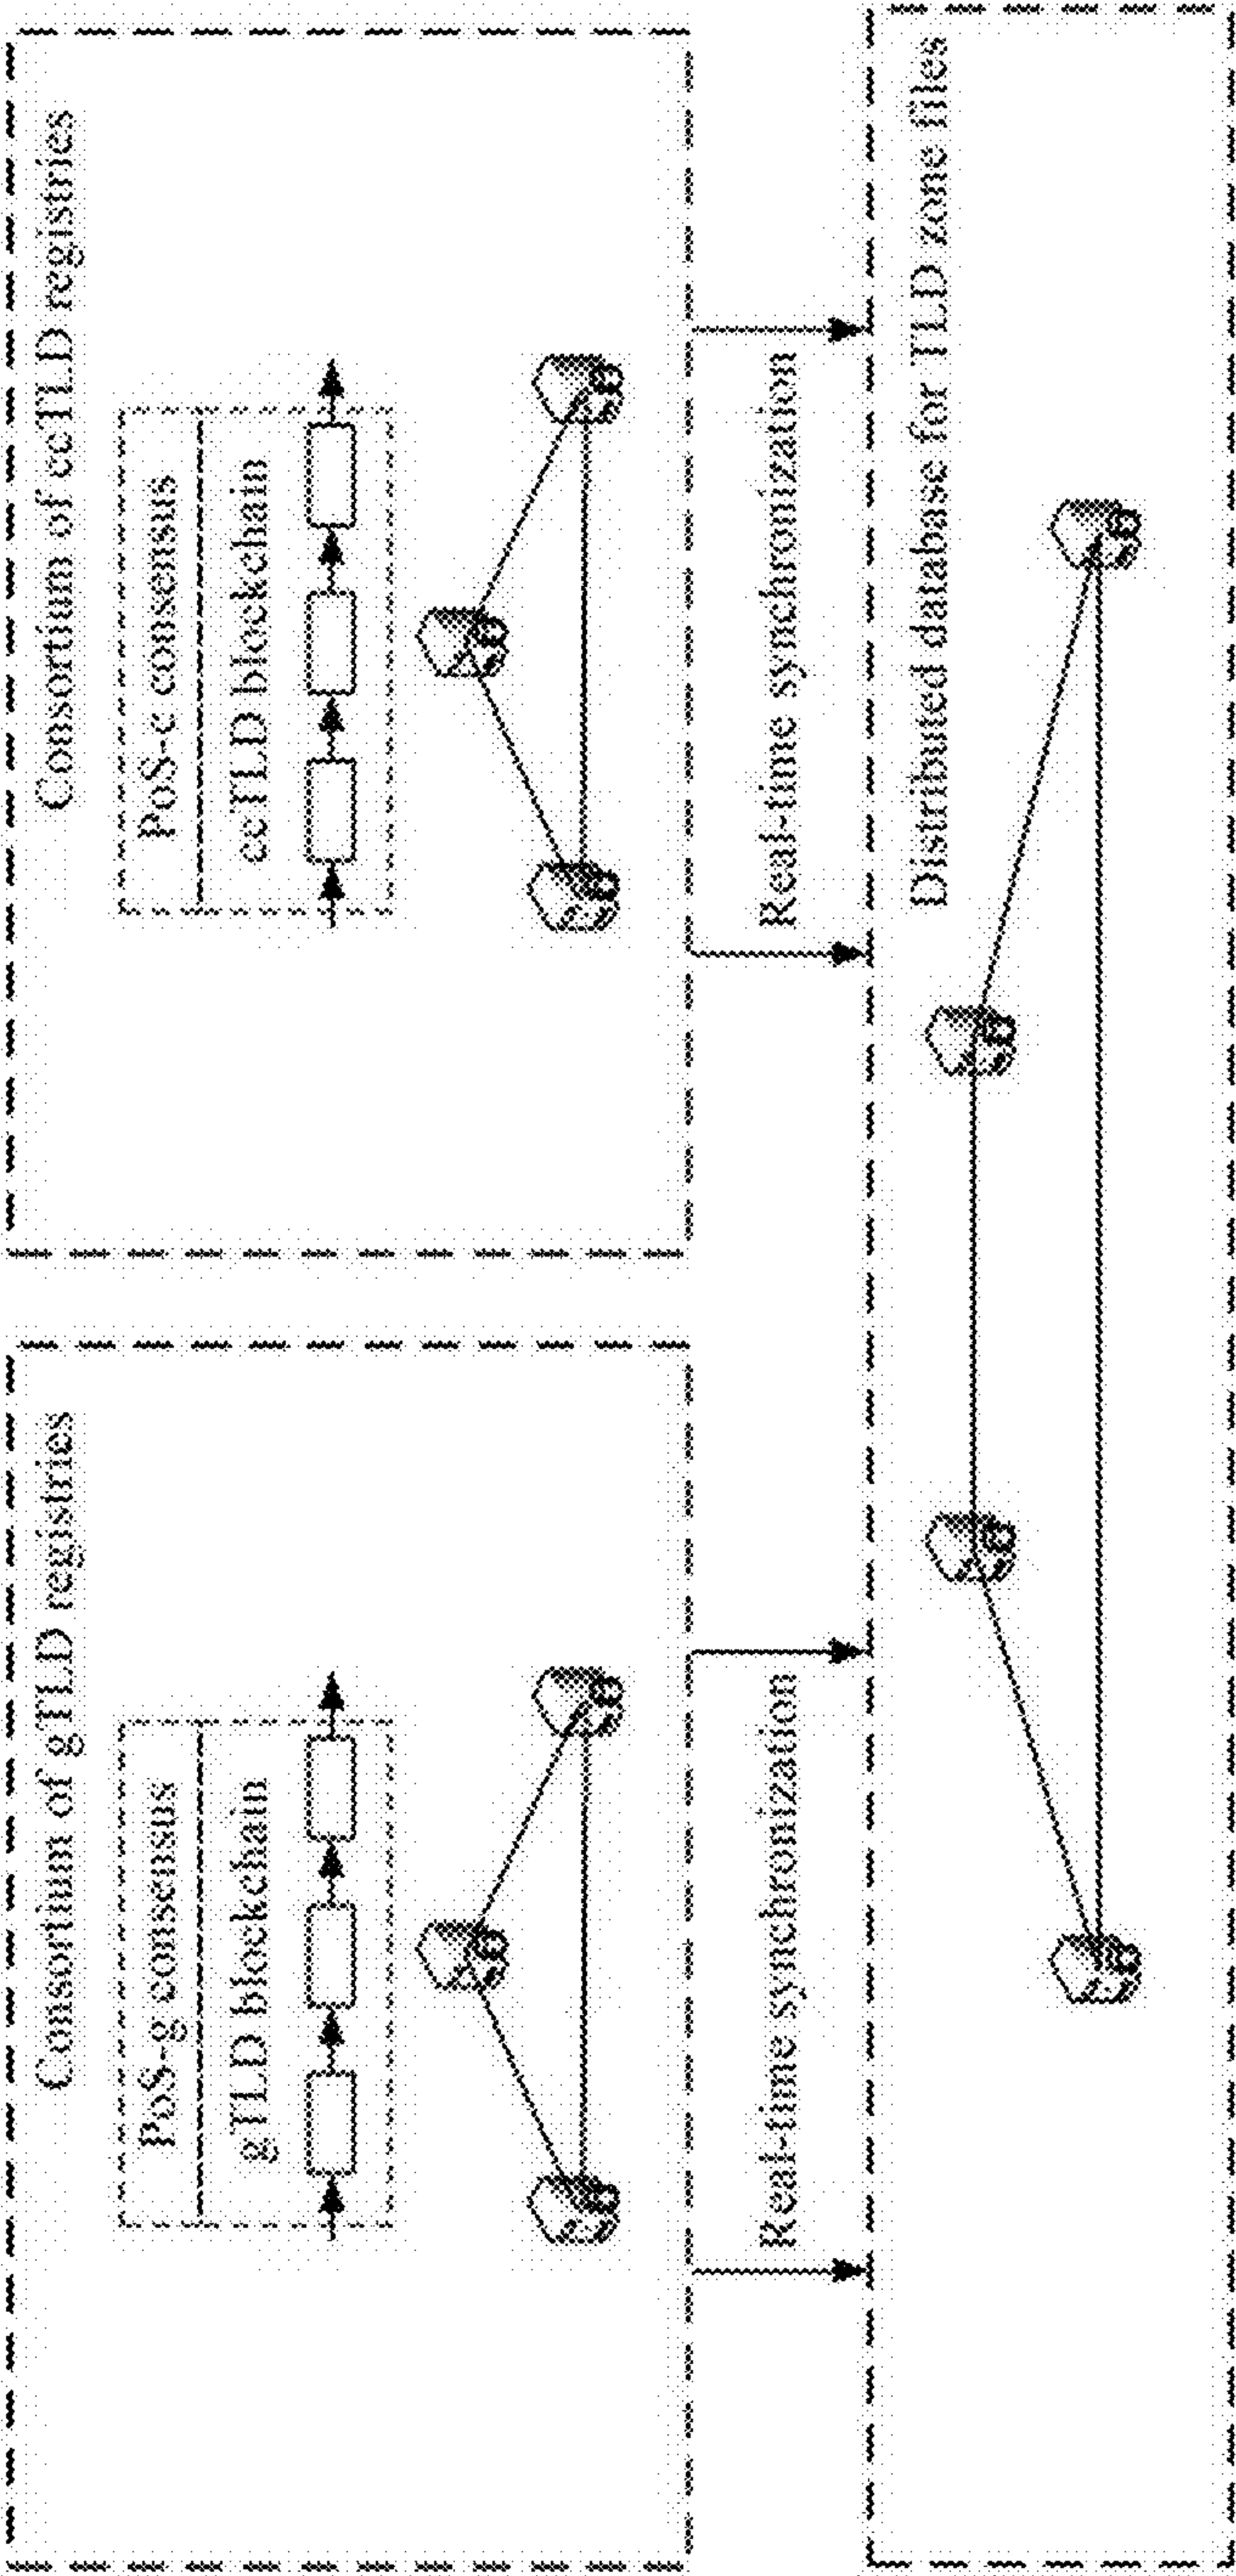 Consortium of gTLD registries
PoS-g consensus
gTLD blockchain
Real-time synchronization
Consortium of ccTLD registries
PoS-c consensus
ccTLD blockchain
Real-time synchronization
Distributed database for TLD zone files